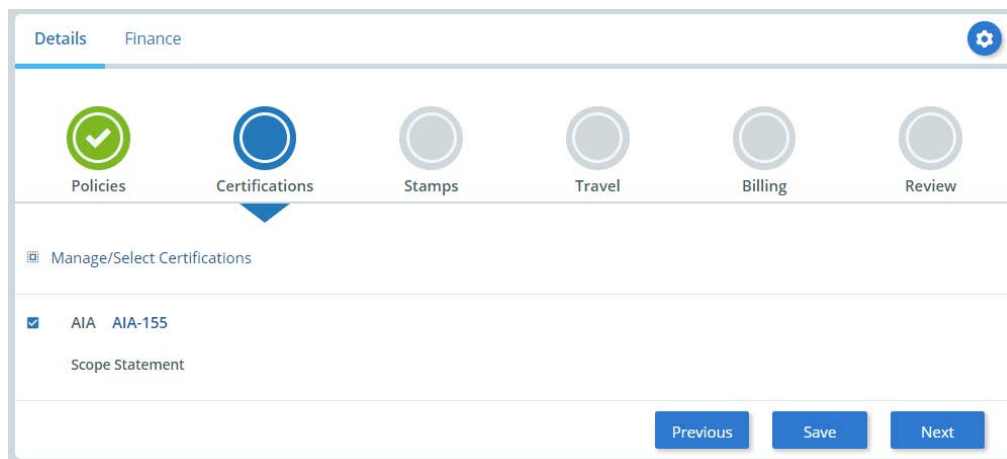 Details Finance
Policies Certifications Stamps Travel Billing Review
Manage/Select Certifications
AIA AIA-155
Scope Statement
Previous Save Next